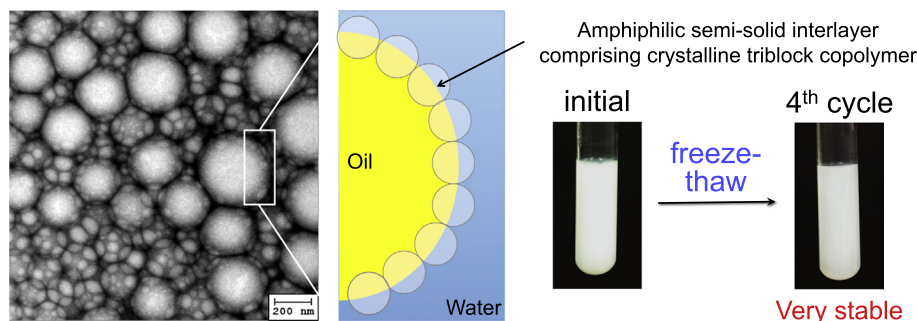 Amphiphilic semi-solid interlayer
comprising crystalline triblock copolymer
initial
4th cycle
Oil
freeze-
thaw
200 nm
Water
Very stable